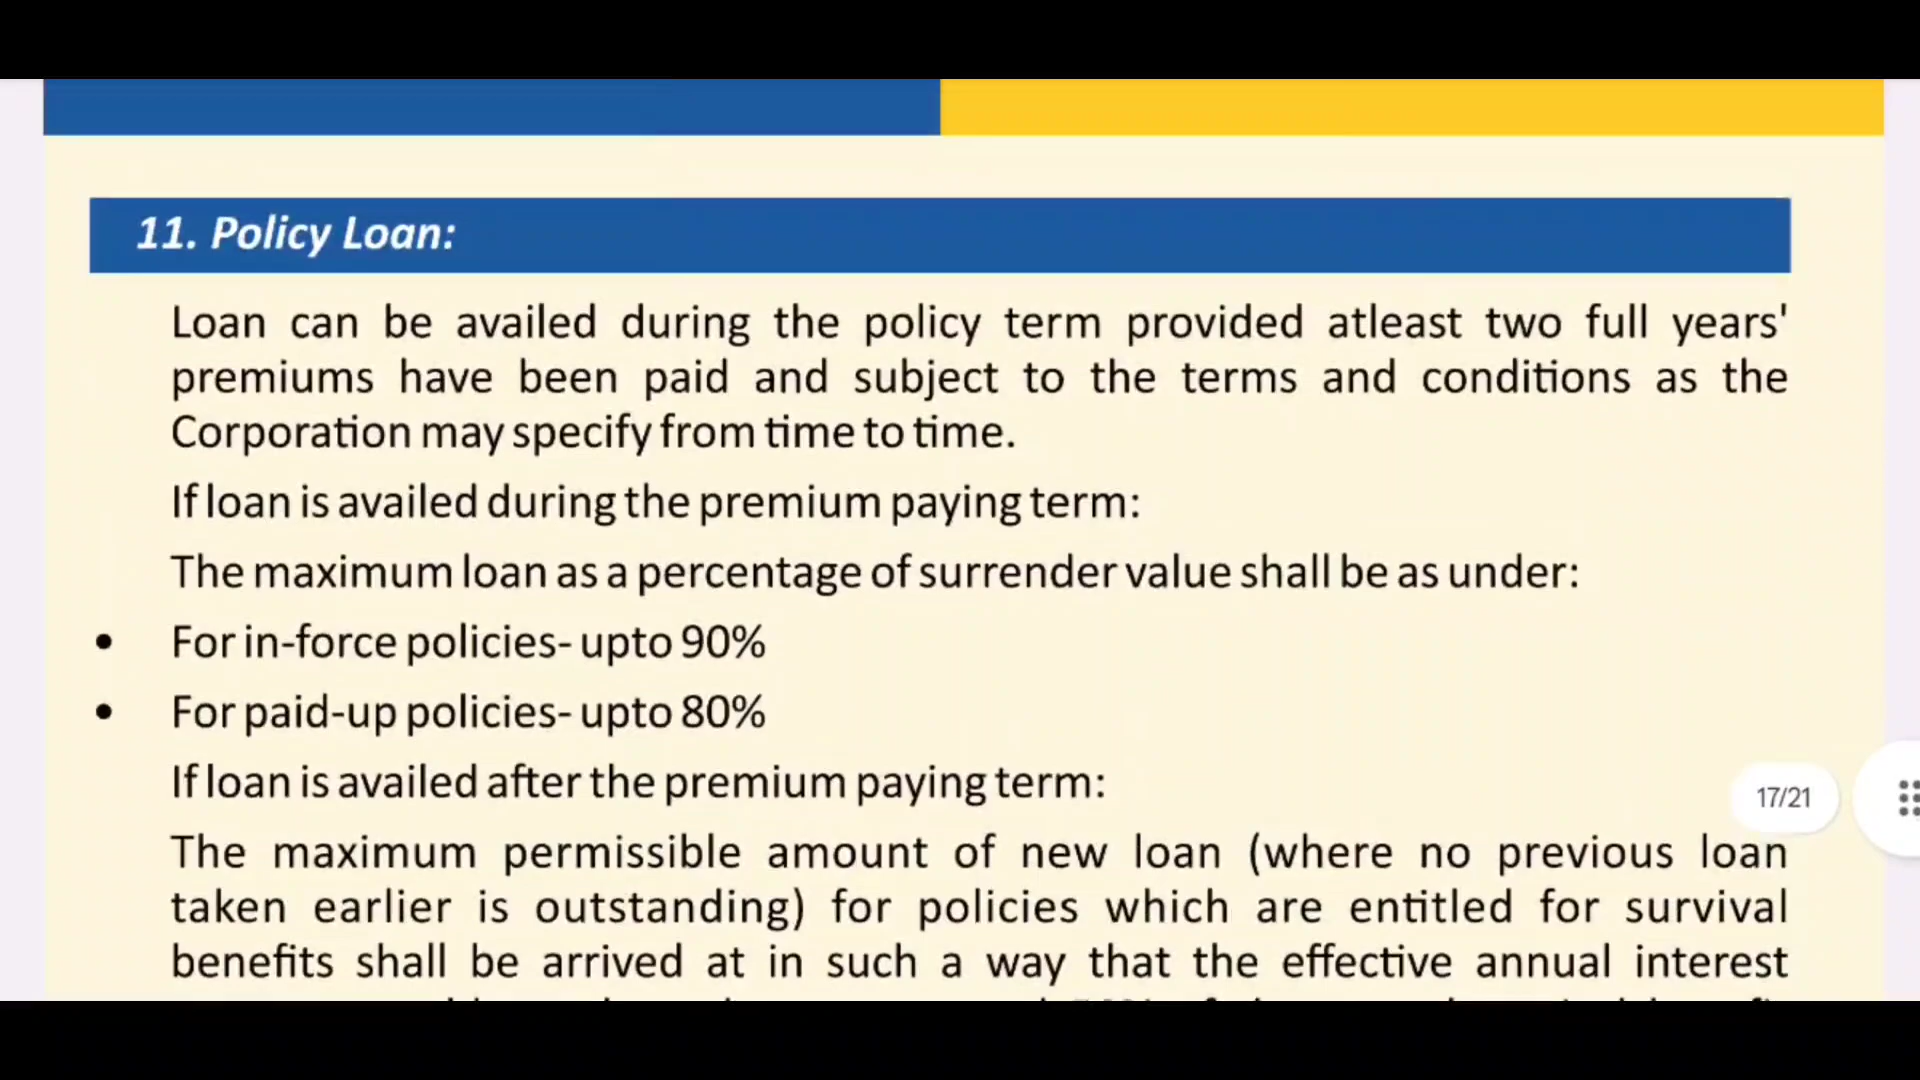 11. Policy Loan:
Loan can be availed during the policy term provided atleast two full years'
premiums have been paid and subject to the terms and conditions as the
Corporation may specify from time to time.
If loan is availed during the premium paying term:
The maximum loan as a percentage of surrender value shall be as under:
• For in-force policies- upto 90%
• For paid-up policies- upto 80%
If loan is availed after the premium paying term:
17/21
The maximum permissible amount of new loan (where no previous loan
taken earlier is outstanding) for policies which are entitled for survival
benefits shall be arrived at in such a way that the effective annual interest